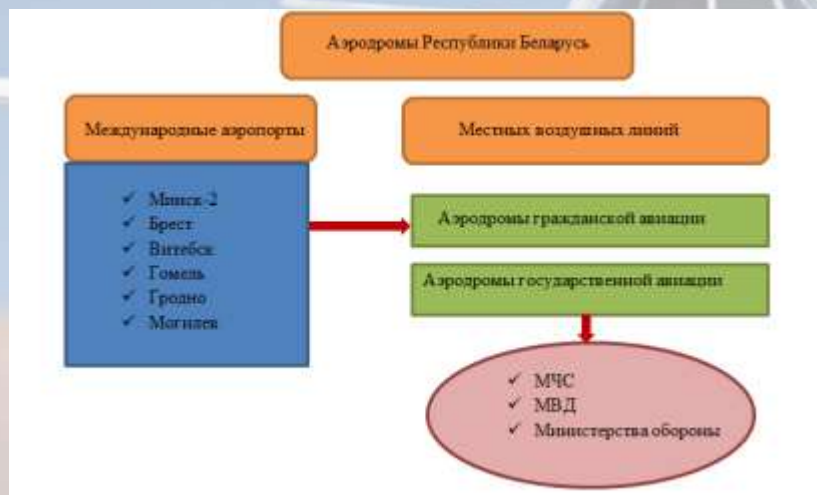 Аэродромы Республики Беларусь
Международные аэропорты
Минск-2
Брест
Витебск
Гомель
Гродно
Могилев
Местных воздушных линий
Аэродромы гражданской авиации
Аэродромы государственной авиации
МЧС
МВД
Министерства обороны